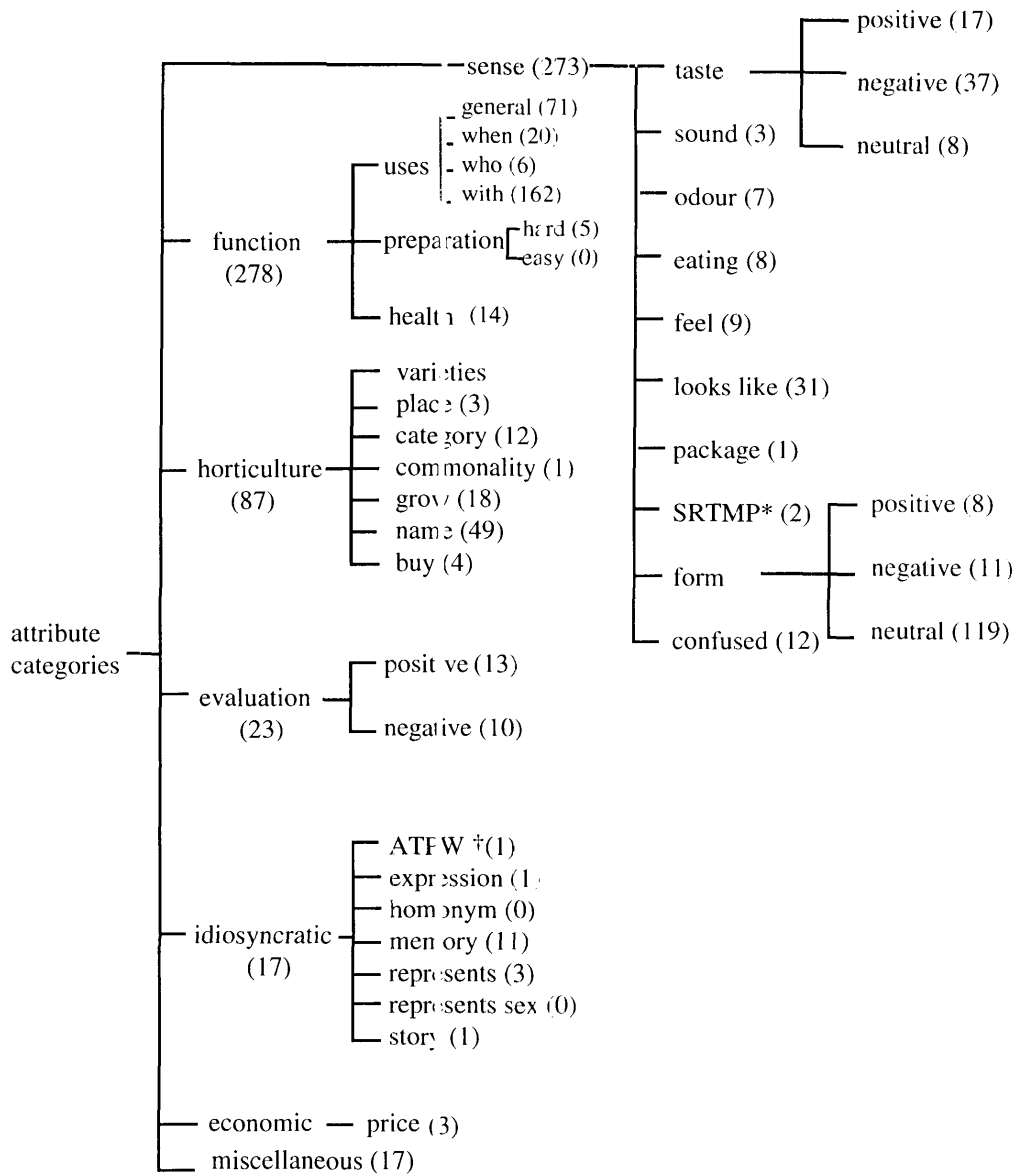 attribute
categories
sense (273)
taste
positive (17)
negative (37)
neutral (8)
sound (3)
odour (7)
eating (8)
feel (9)
looks like (31)
package (1)
SRTMP* (2)
form
positive (8)
negative (11)
neutral (119)
confused (12)
function
(278)
uses
general (71)
when (20)
who (6)
with (162)
preparation
hard (5)
easy (0)
health (14)
horticulture
(87)
varieties
place (3)
category (12)
commonality (1)
grow (18)
name (49)
buy (4)
evaluation
(23)
positive (13)
negative (10)
idiosyncratic
(17)
†(1)
expression (1)
homonym (0)
memory (11)
represents (3)
represents sex (0)
story (1)
economic
price (3)
miscellaneous (17)